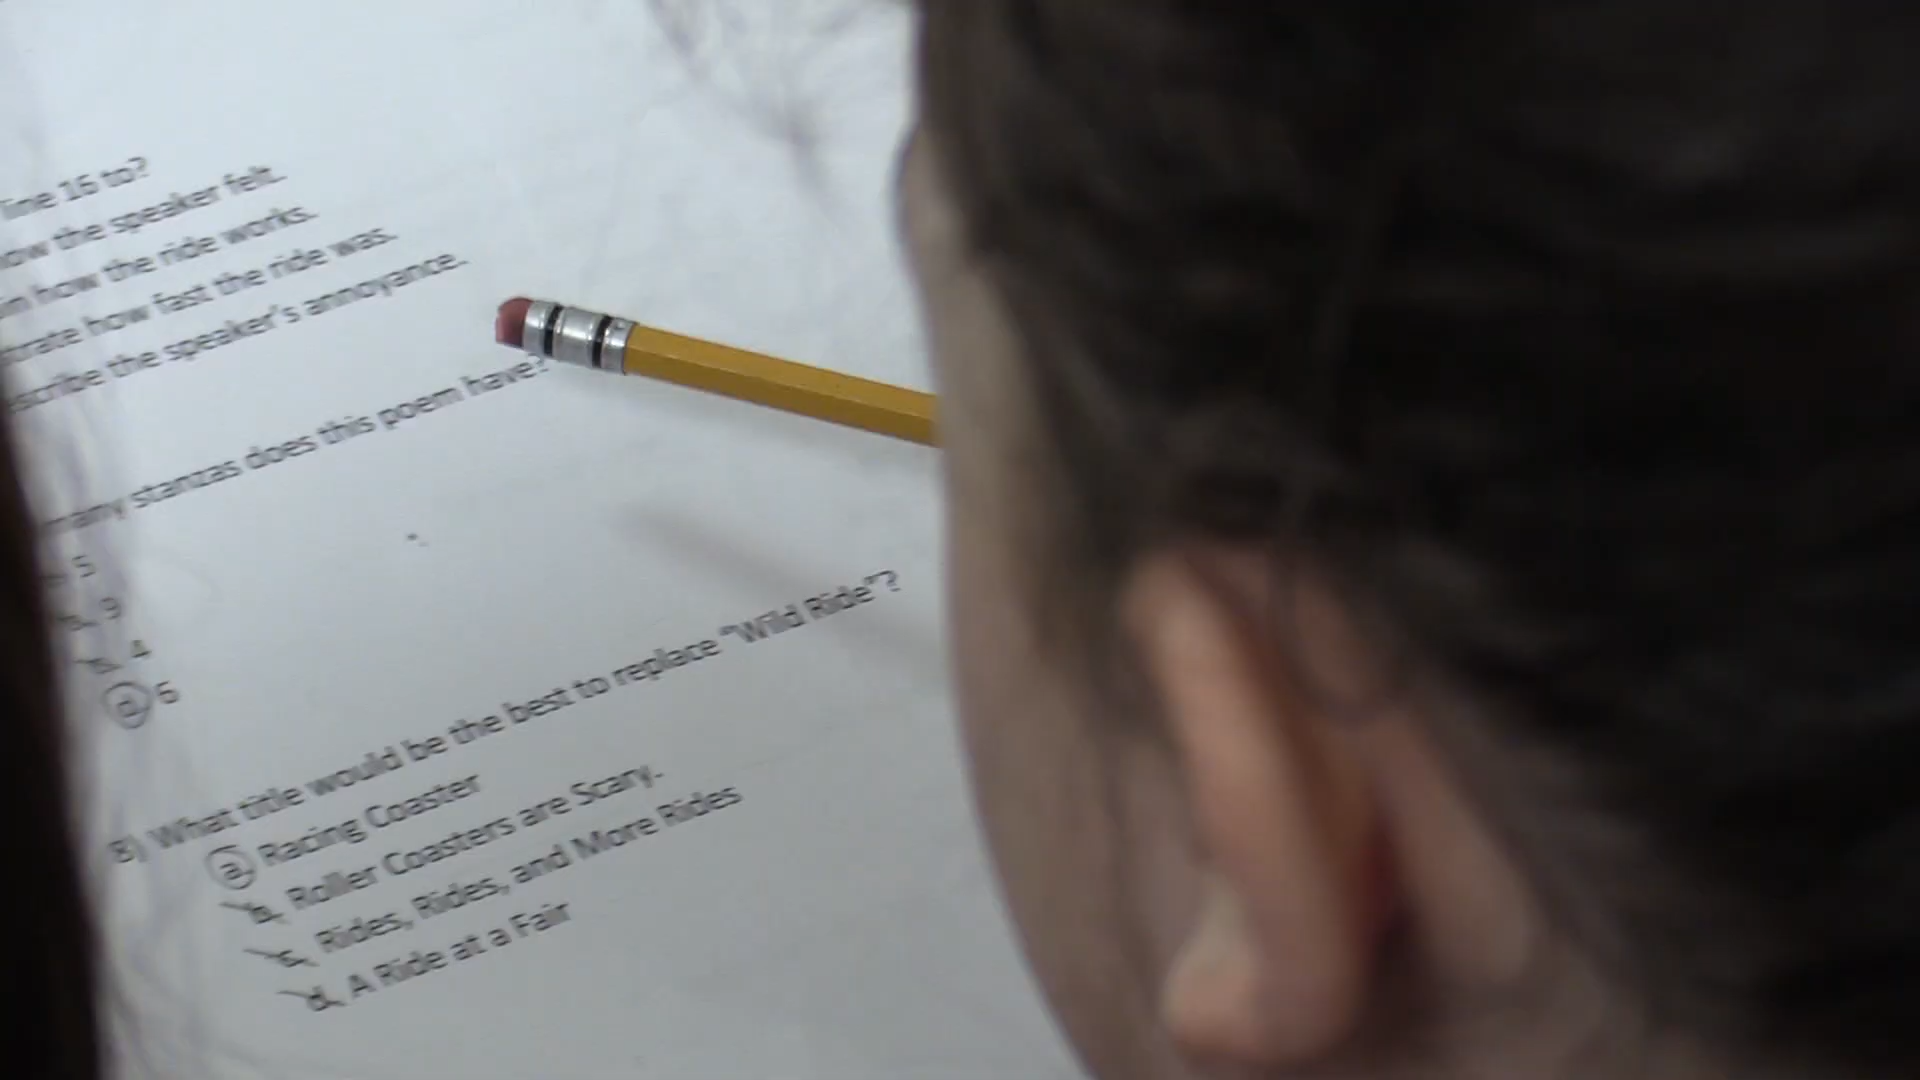 line 16 to?
how the speaker felt.
how the ride works.
how fast the ride was.
the speaker's annoyance.
many stanzas does this poem have?
5
9
4
d. 6
8) What title would be the best to replace "Wild Ride"?
a. Racing Coaster
b. Roller Coasters are Scary.
c. Rides, Rides, and More Rides
d. A Ride at a Fair